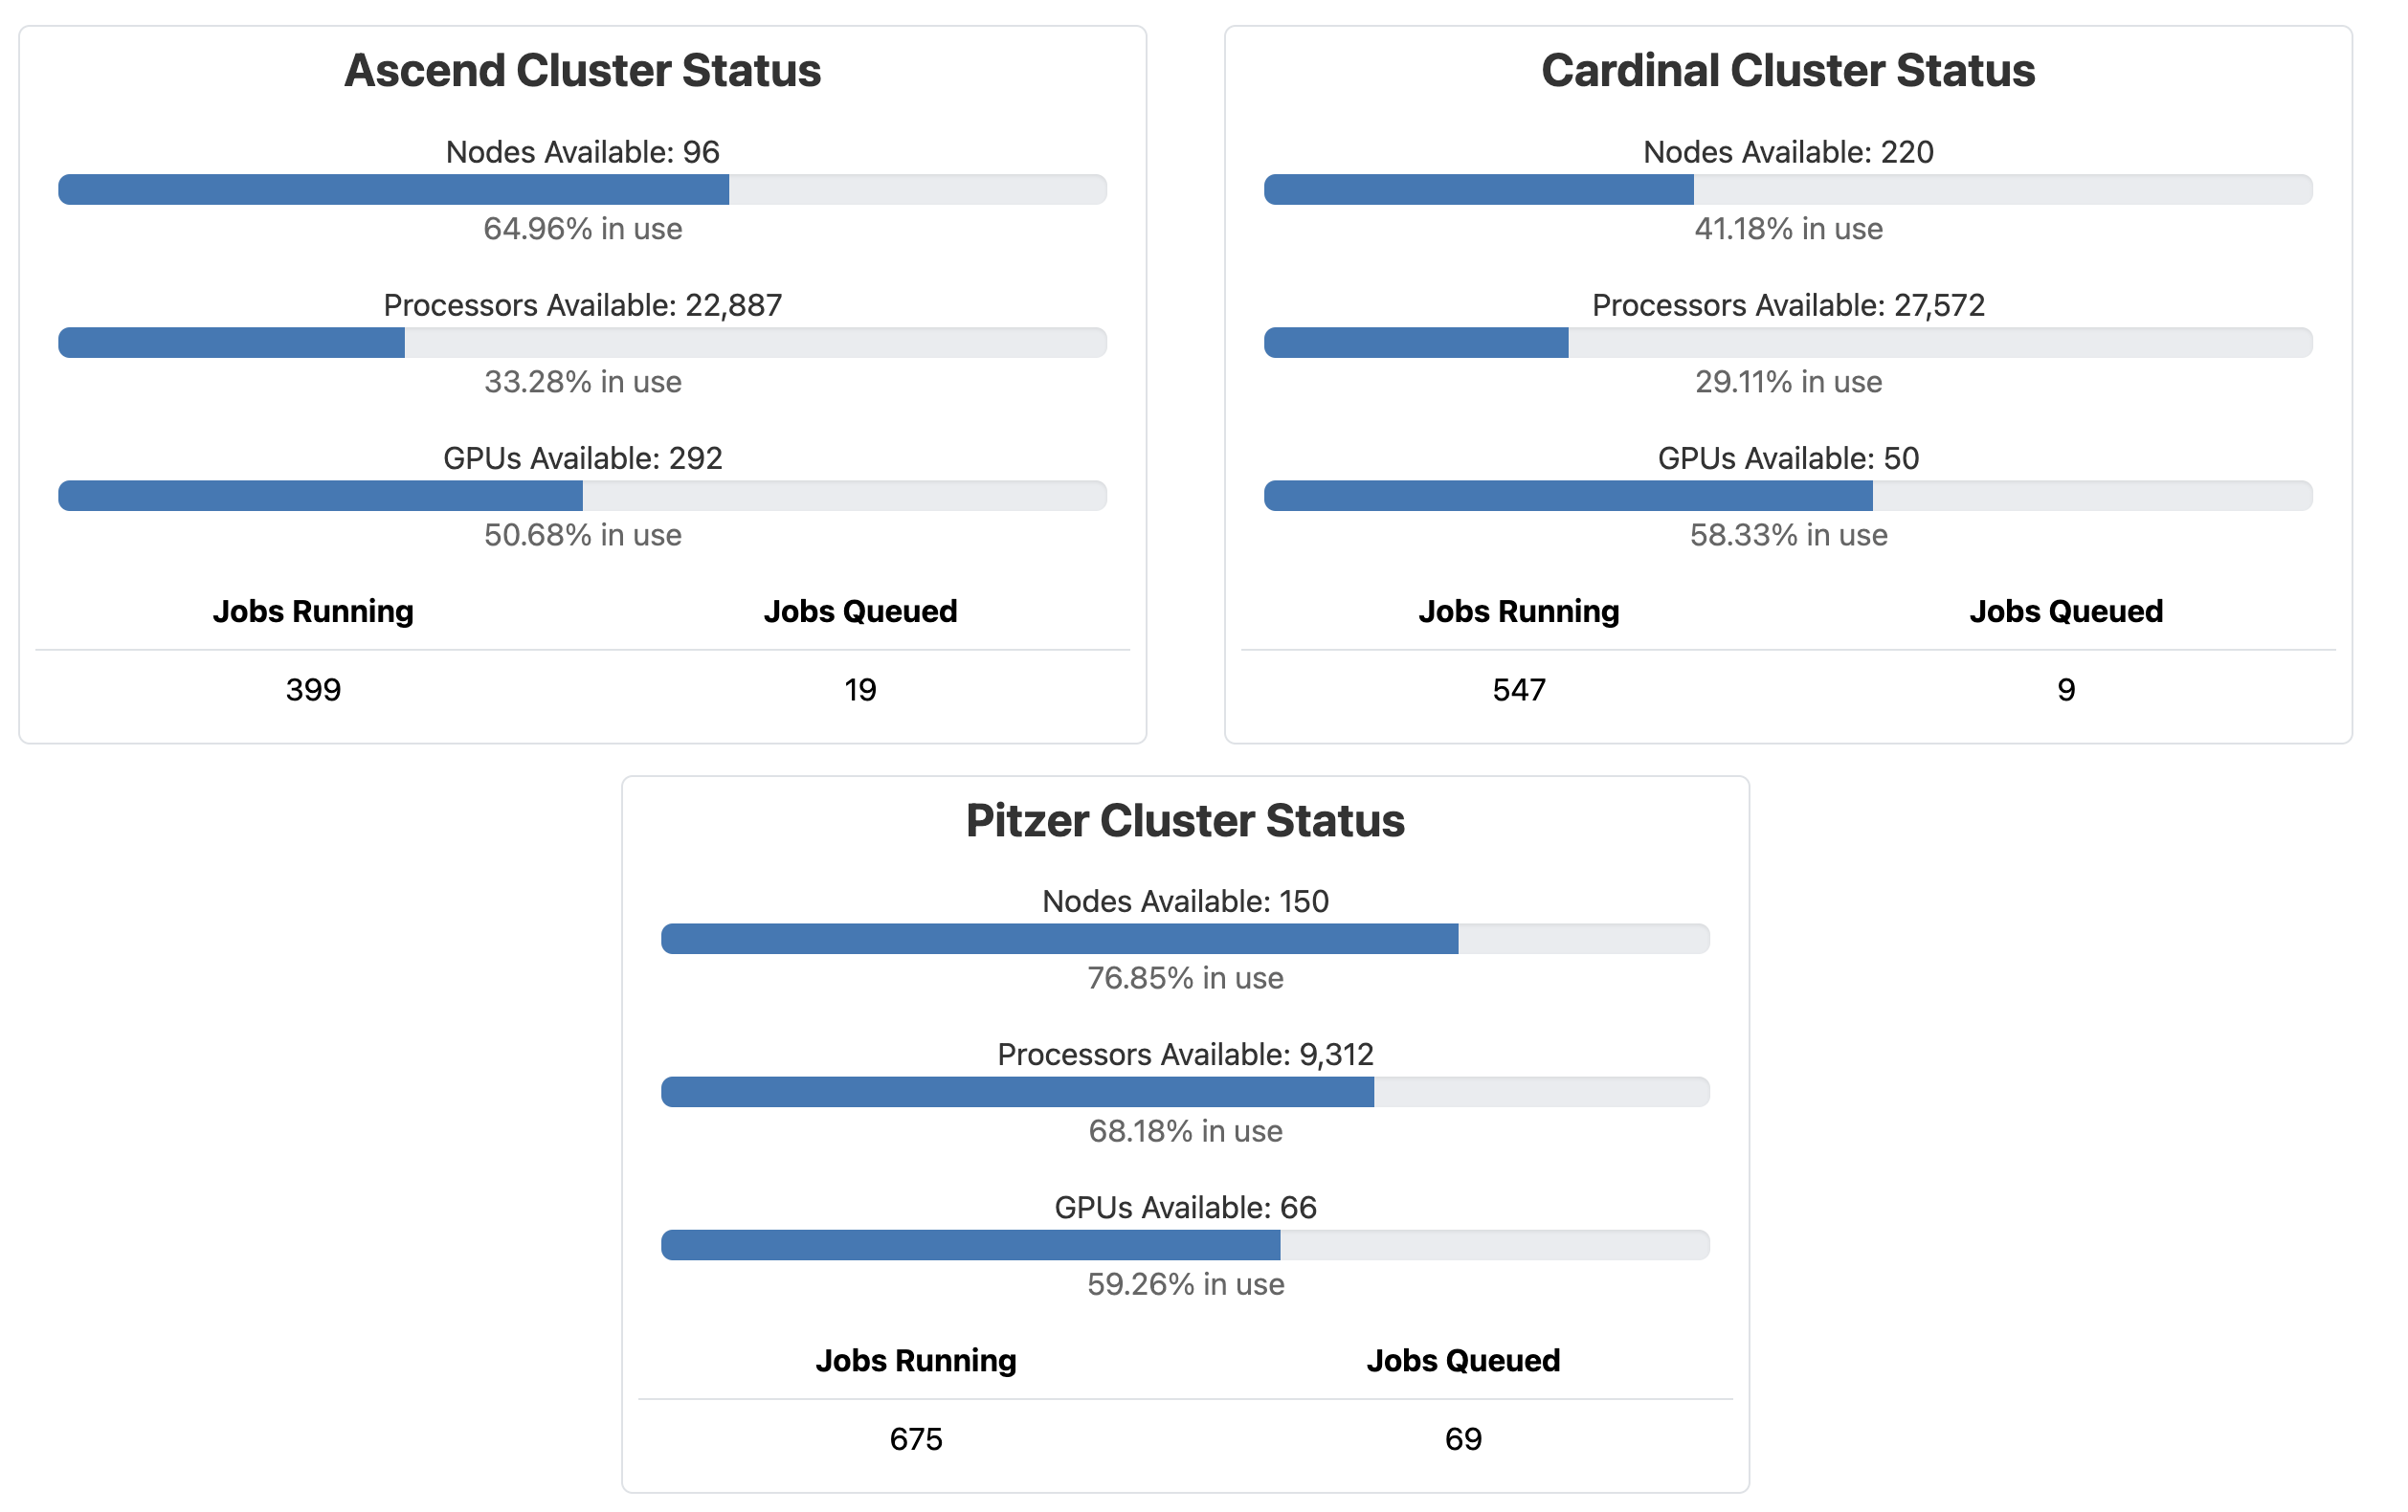 Ascend Cluster Status
Nodes Available: 96
64.96% in use
Processors Available: 22,887
33.28% in use
GPUs Available: 292
50.68% in use
Jobs Running Jobs Queued
399 19
Cardinal Cluster Status
Nodes Available: 220
41.18% in use
Processors Available: 27,572
29.11% in use
GPUs Available: 50
58.33% in use
Jobs Running Jobs Queued
547 9
Pitzer Cluster Status
Nodes Available: 150
76.85% in use
Processors Available: 9,312
68.18% in use
GPUs Available: 66
59.26% in use
Jobs Running Jobs Queued
675 69